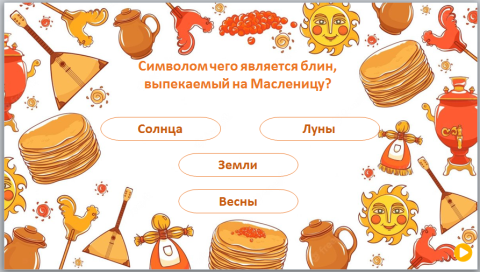 Символом чего является блин,
выпекаемый на Масленицу?
Солнца
Луны
Земли
Весны